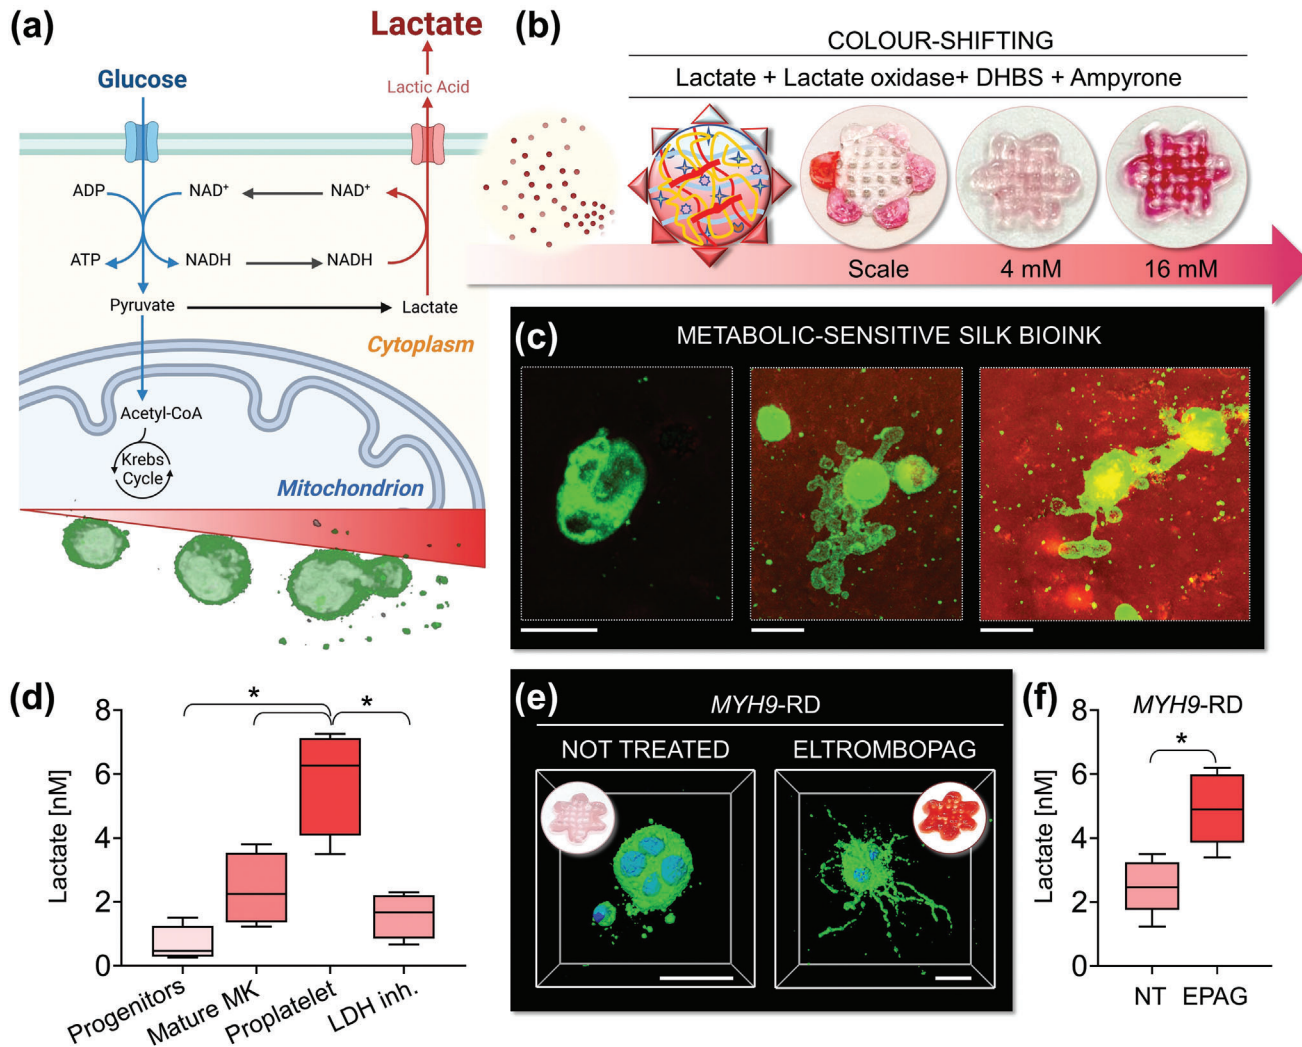 (a)
Lactate
Lactic Acid
Glucose
ADP
NAD+
NAD+
ATP
NADH
NADH
Pyruvate
Lactate
Cytoplasm
Acetyl-CoA
Krebs
Cycle
Mitochondrion
(b)
COLOUR-SHIFTING
Lactate + Lactate oxidase+ DHBS + Ampyrone
Scale
4 mM
16 mM
(c)
METABOLIC-SENSITIVE SILK BIOINK
(d)
Lactate [nM]
8
6
4
2
0
*
*
Progenitors
Mature MK
Proplatelet
LDH inh.
(e)
MYH9-RD
NOT TREATED
ELTROMBOPAG
(f)
MYH9-RD
*
Lactate [nM]
8
6
4
2
0
NT
EPAG